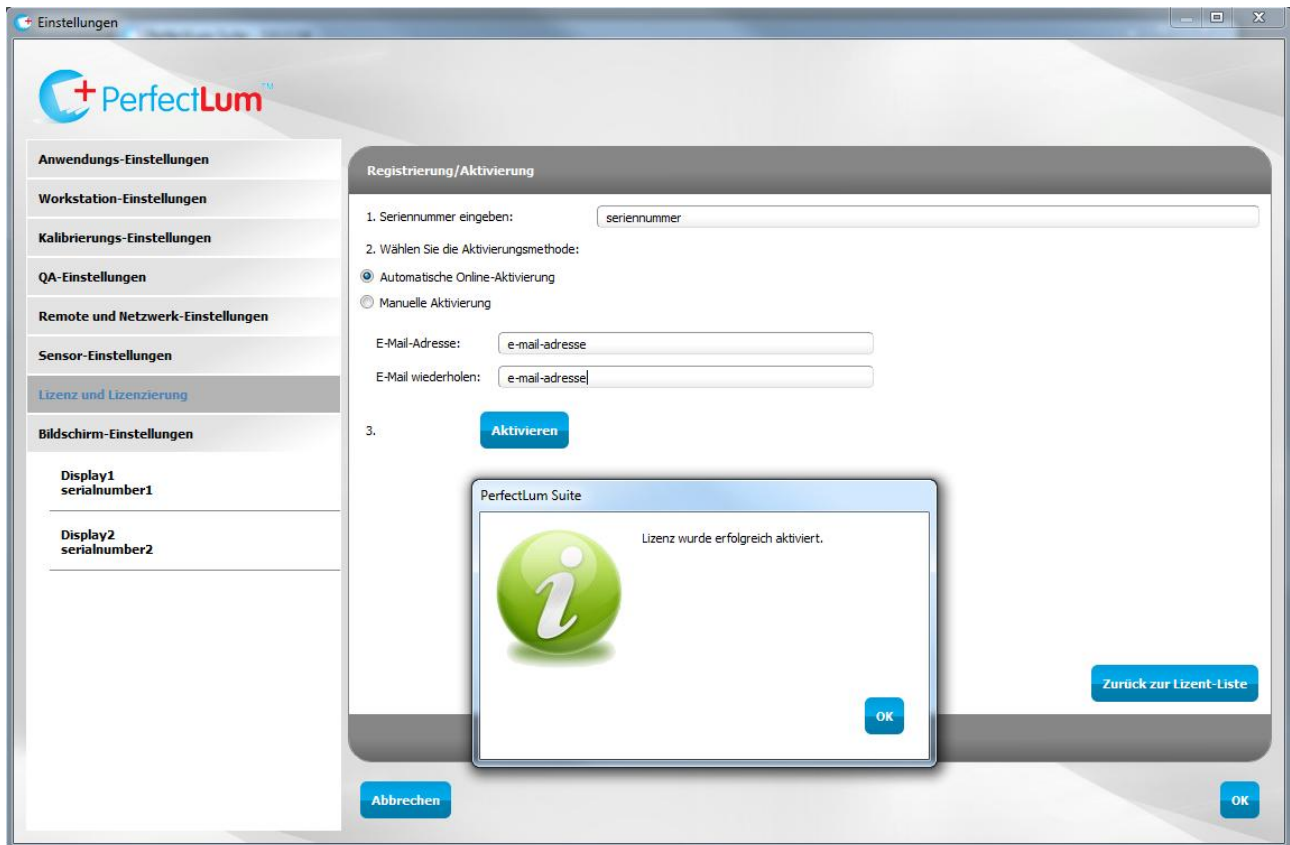 Einstellungen
PerfectLum™
Anwendungs-Einstellungen
Workstation-Einstellungen
Kalibrierungs-Einstellungen
QA-Einstellungen
Remote und Netzwerk-Einstellungen
Sensor-Einstellungen
Lizenz und Lizenzierung
Bildschirm-Einstellungen
Display1
serialnumber1
Display2
serialnumber2
Registrierung/Aktivierung
1. Seriennummer eingeben: seriennummer
2. Wählen Sie die Aktivierungsmethode:
Automatische Online-Aktivierung
Manuelle Aktivierung
E-Mail-Adresse: e-mail-adresse
E-Mail wiederholen: e-mail-adresse
3. Aktivieren
PerfectLum Suite
Lizenz wurde erfolgreich aktiviert.
OK
Zurück zur Lizent-Liste
Abbrechen
OK